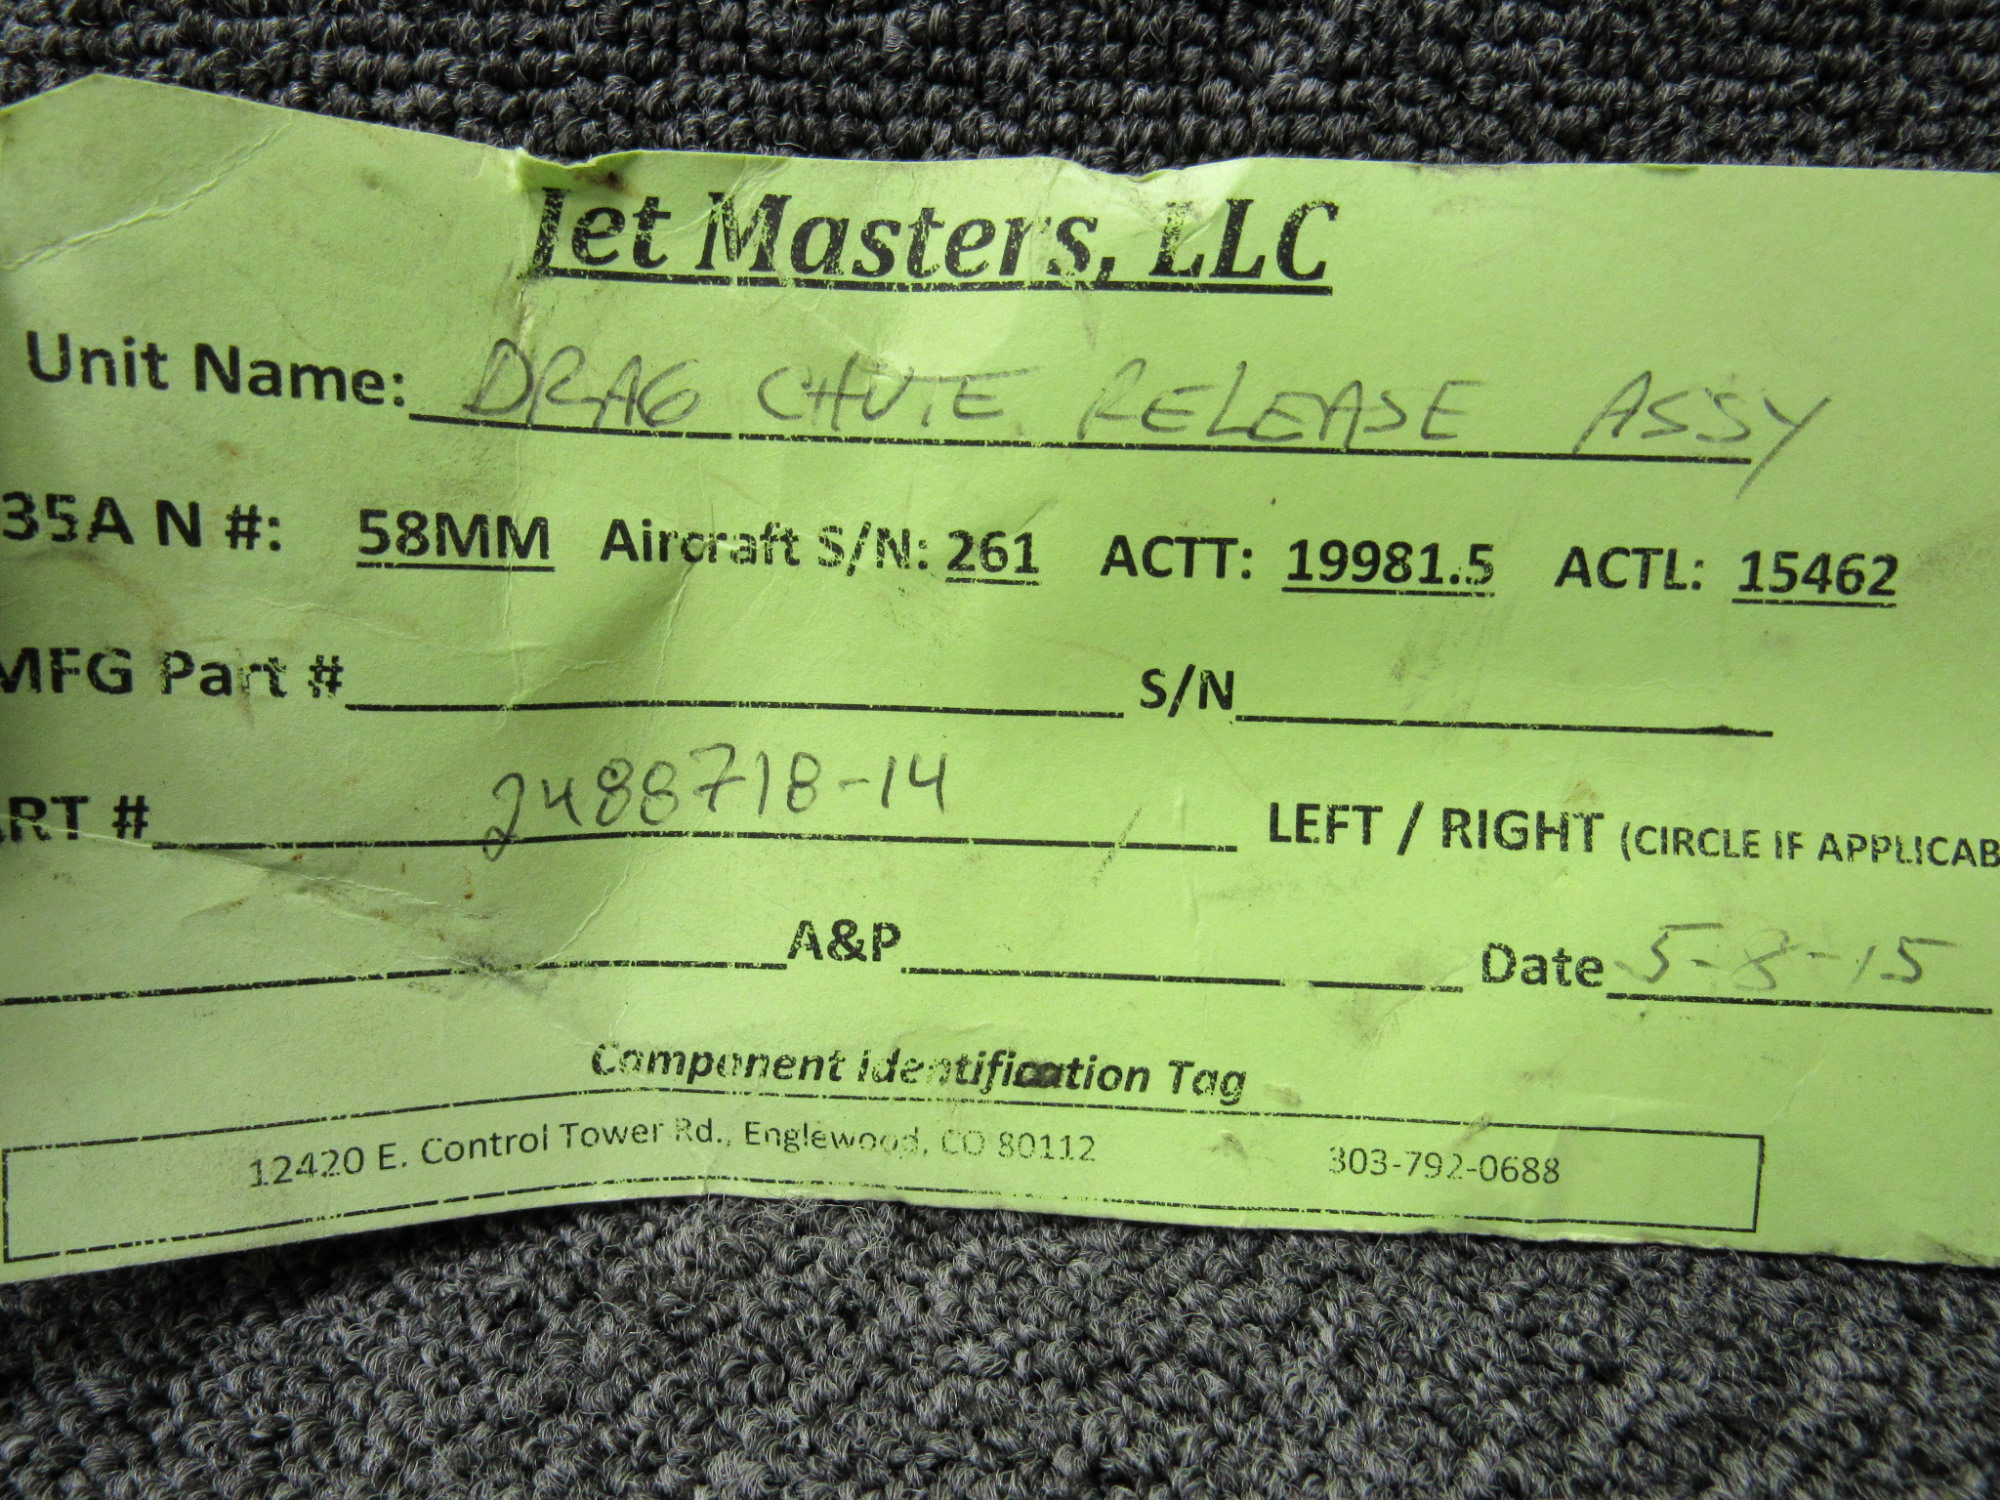 Jet Masters, LLC
Unit Name: DRAG CHUTE RELEASE ASSY
35A N #: 58MM Aircraft S/N: 261 ACTT: 19981.5 ACTL: 15462
MFG Part # S/N
ART # 2488718-14 LEFT / RIGHT (CIRCLE IF APPLICAB
A&P Date 5-8-15
Component Identification Tag
12420 E. Control Tower Rd., Englewood, CO 80112 303-792-0688